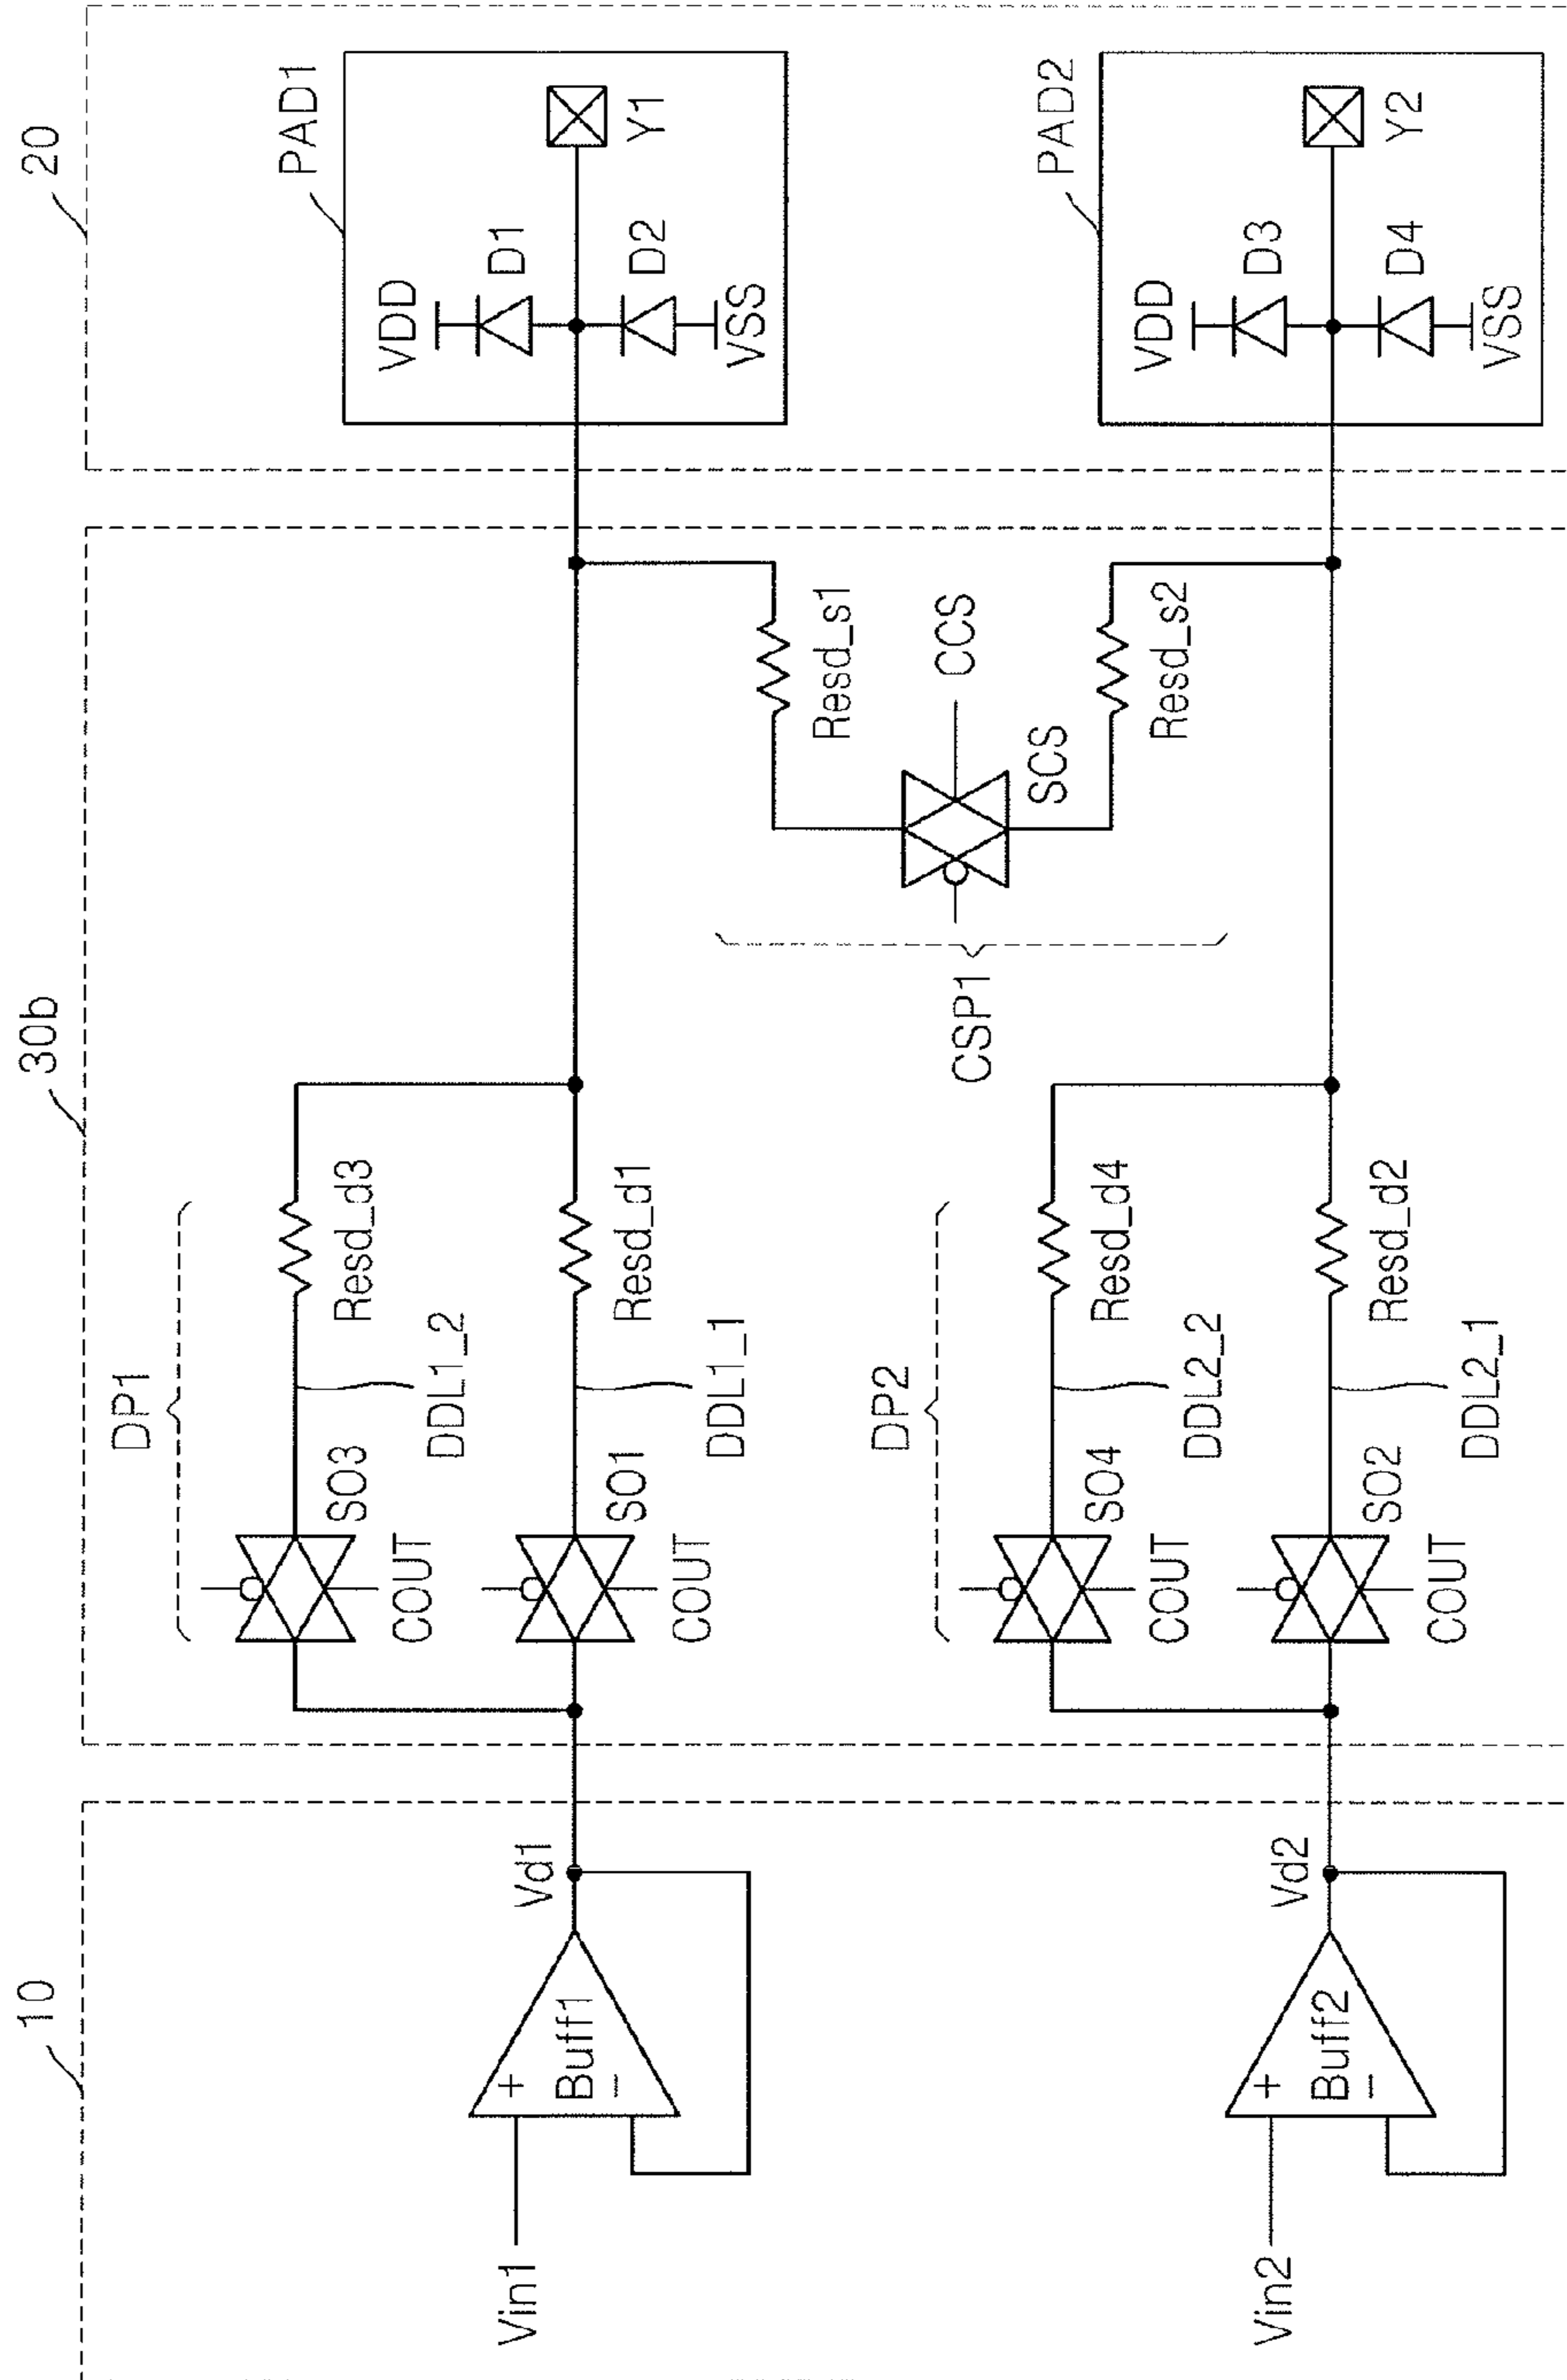 10
30b
20
Vin1
+
Buff1
−
Vd1
DP1
SO3
COUT
DDL1_2
Resd_d3
SO1
COUT
DDL1_1
Resd_d1
PAD1
VDD
D1
D2
VSS
Y1
CSP1
SCS
CCS
Resd_s1
Resd_s2
Vin2
+
Buff2
−
Vd2
DP2
SO4
COUT
DDL2_2
Resd_d4
SO2
COUT
DDL2_1
Resd_d2
PAD2
VDD
D3
D4
VSS
Y2